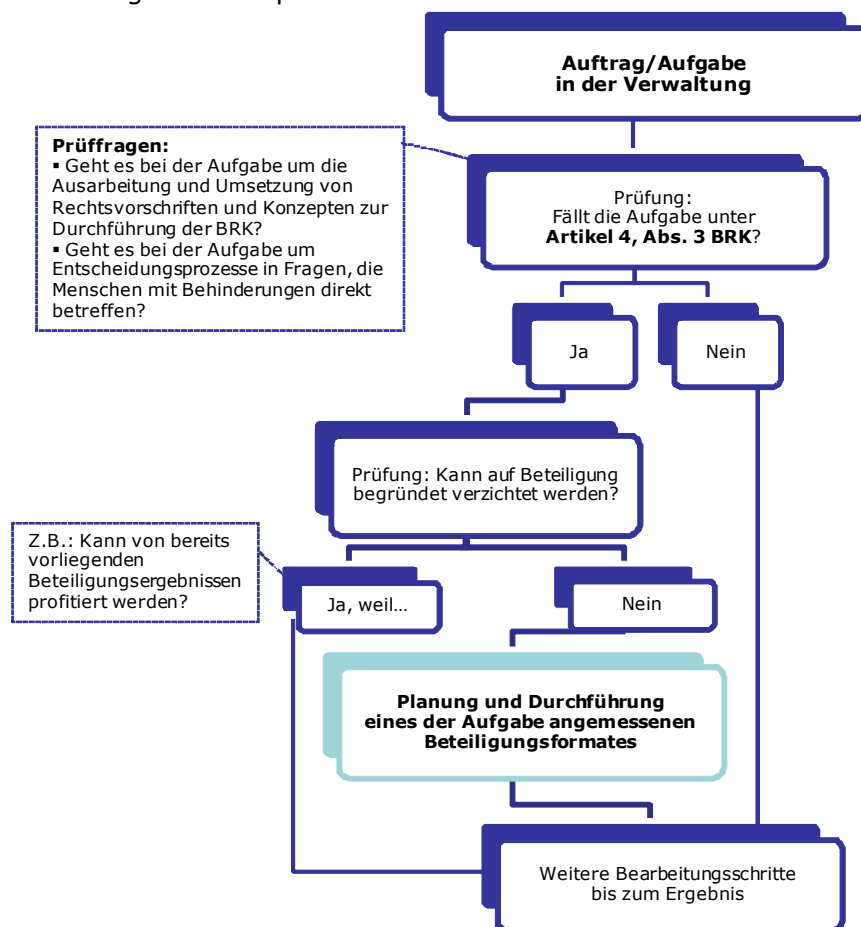 Auftrag/Aufgabe
in der Verwaltung
Prüffragen:
▪ Geht es bei der Aufgabe um die
Ausarbeitung und Umsetzung von
Rechtsvorschriften und Konzepten zur
Durchführung der BRK?
▪ Geht es bei der Aufgabe um
Entscheidungsprozesse in Fragen, die
Menschen mit Behinderungen direkt
betreffen?
Prüfung:
Fällt die Aufgabe unter
Artikel 4, Abs. 3 BRK?
Ja
Nein
Prüfung: Kann auf Beteiligung
begründet verzichtet werden?
Z.B.: Kann von bereits
vorliegenden
Beteiligungsergebnissen
profitiert werden?
Ja, weil…
Nein
Planung und Durchführung
eines der Aufgabe angemessenen
Beteiligungsformates
Weitere Bearbeitungsschritte
bis zum Ergebnis